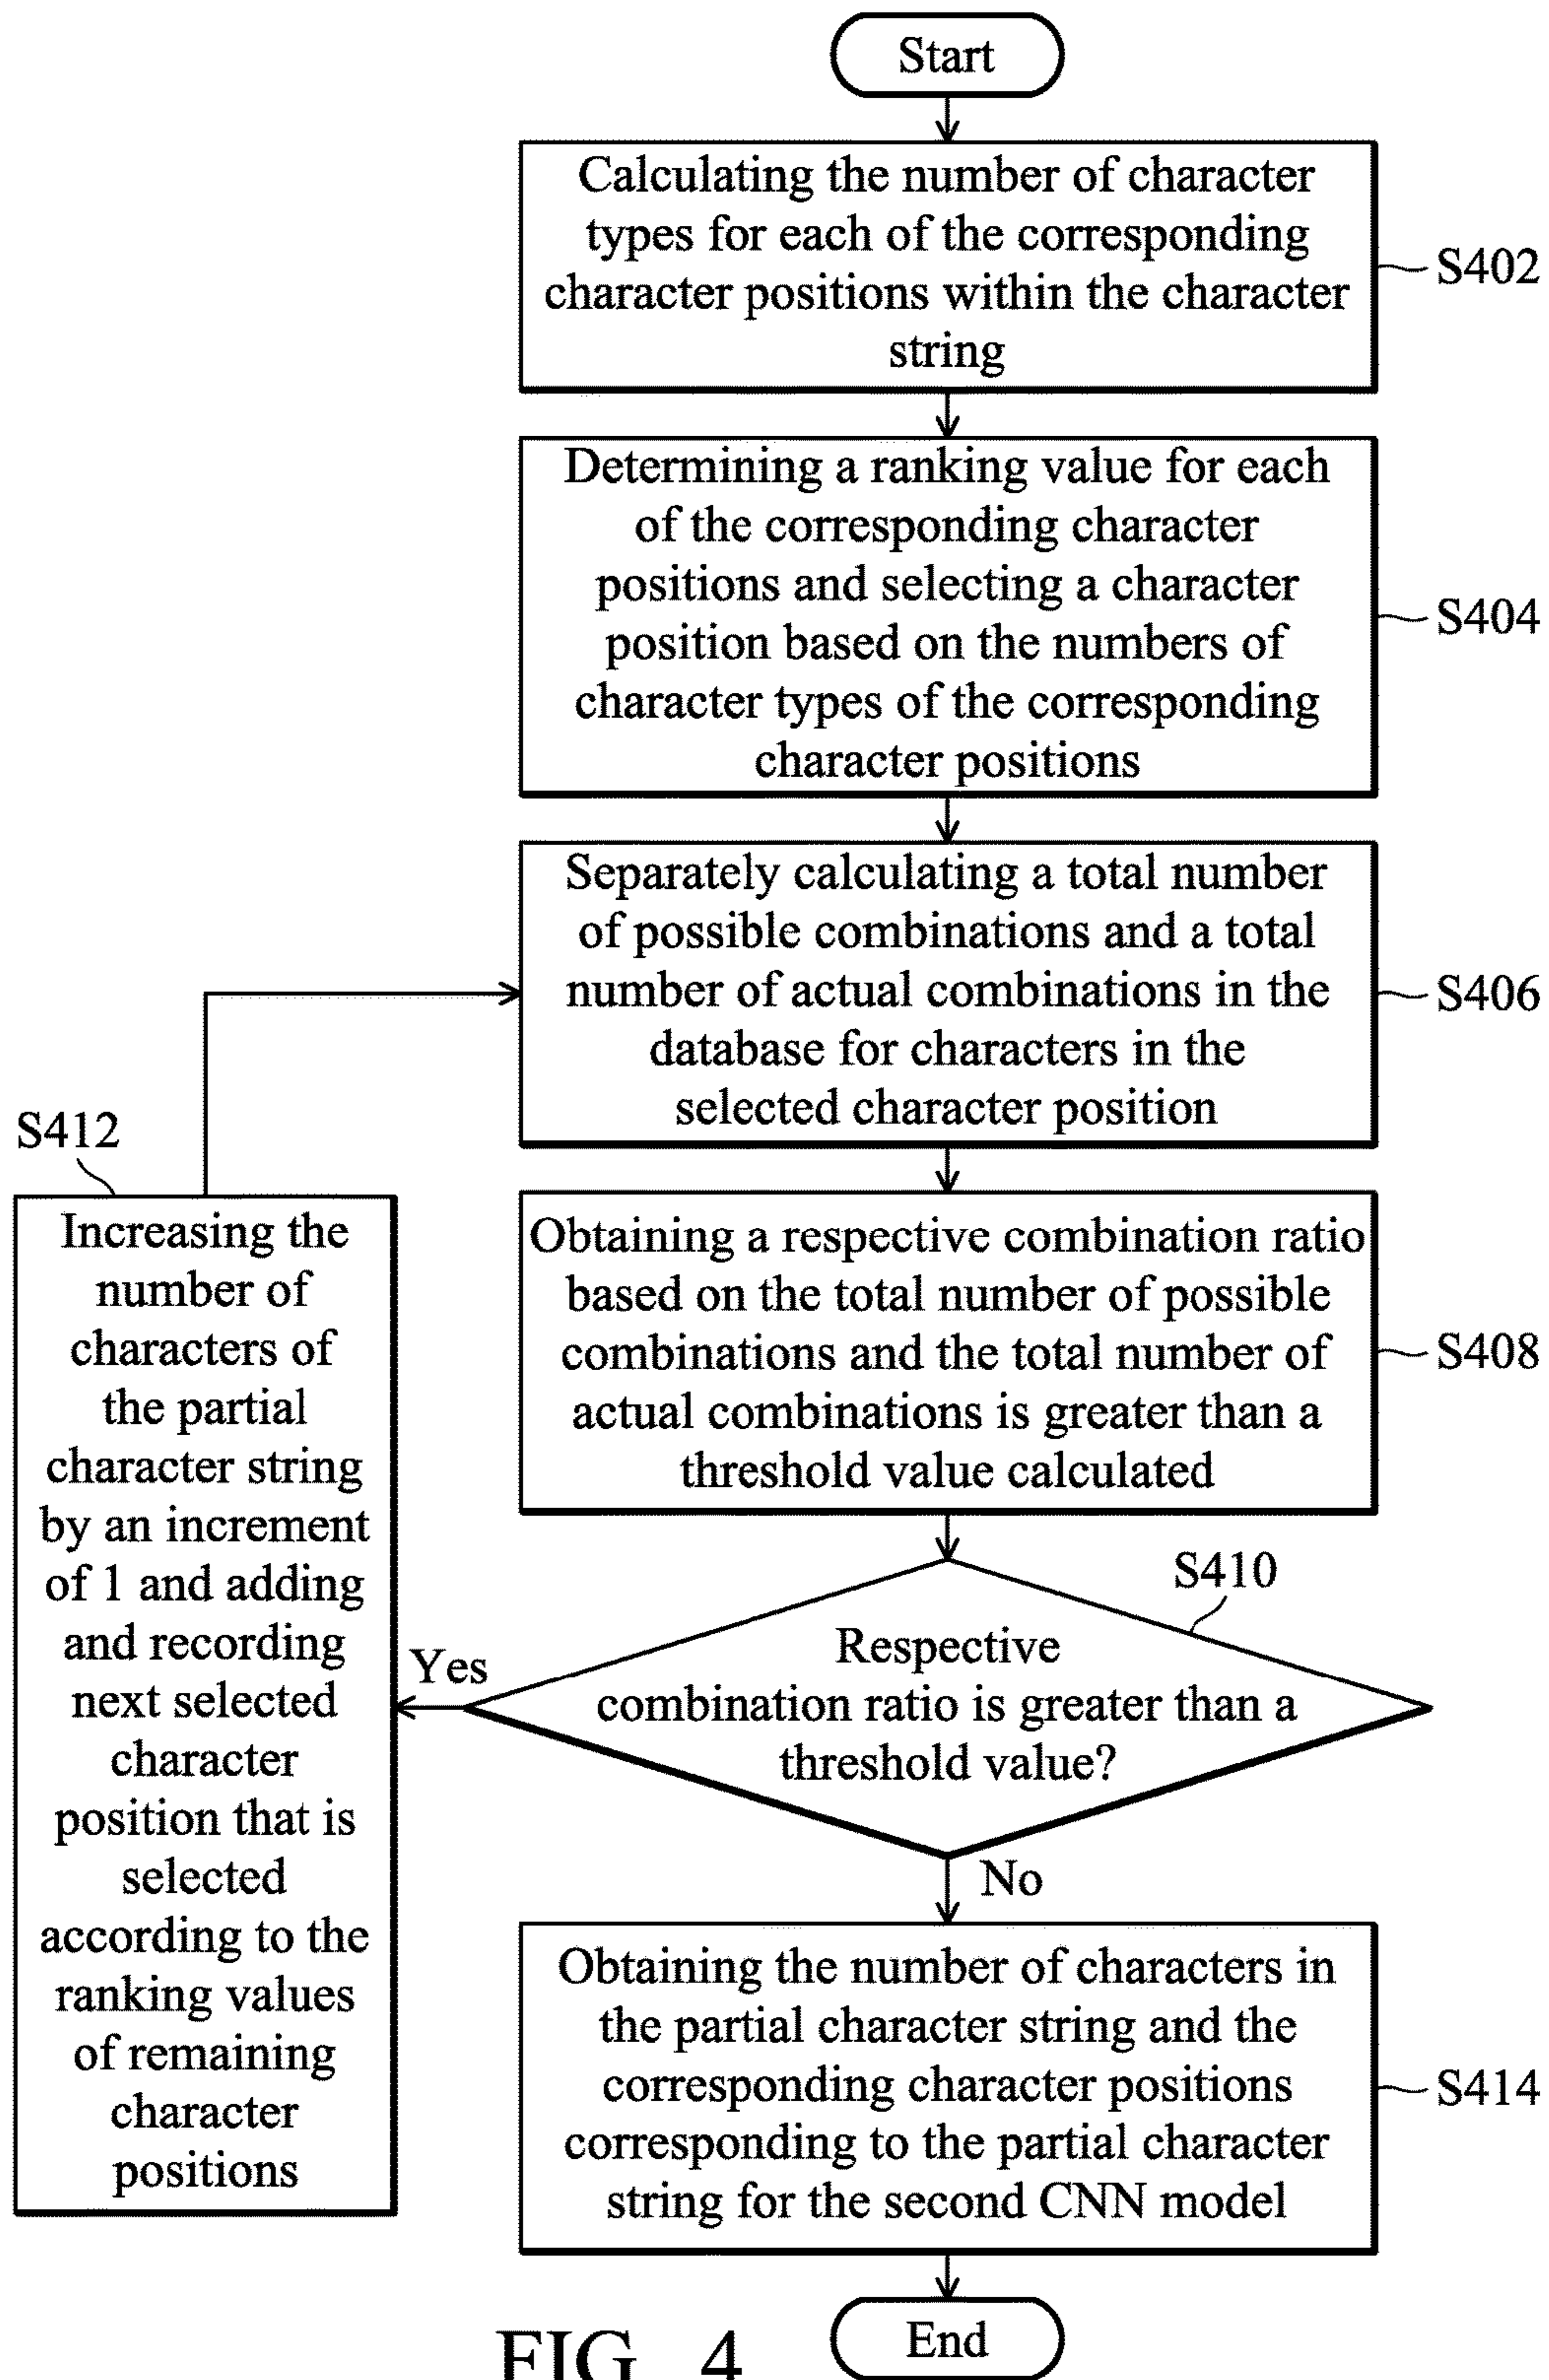 Start
Calculating the number of character
types for each of the corresponding
character positions within the character
string
S402
Determining a ranking value for each
of the corresponding character
positions and selecting a character
position based on the numbers of
character types of the corresponding
character positions
S404
Separately calculating a total number
of possible combinations and a total
number of actual combinations in the
database for characters in the
selected character position
S406
Obtaining a respective combination ratio
based on the total number of possible
combinations and the total number of
actual combinations is greater than a
threshold value calculated
S408
S410
Respective
combination ratio is greater than a
threshold value?
Yes
No
S412
Increasing the
number of
characters of
the partial
character string
by an increment
of 1 and adding
and recording
next selected
character
position that is
selected
according to the
ranking values
of remaining
character
positions
Obtaining the number of characters in
the partial character string and the
corresponding character positions
corresponding to the partial character
string for the second CNN model
S414
End
FIG. 4